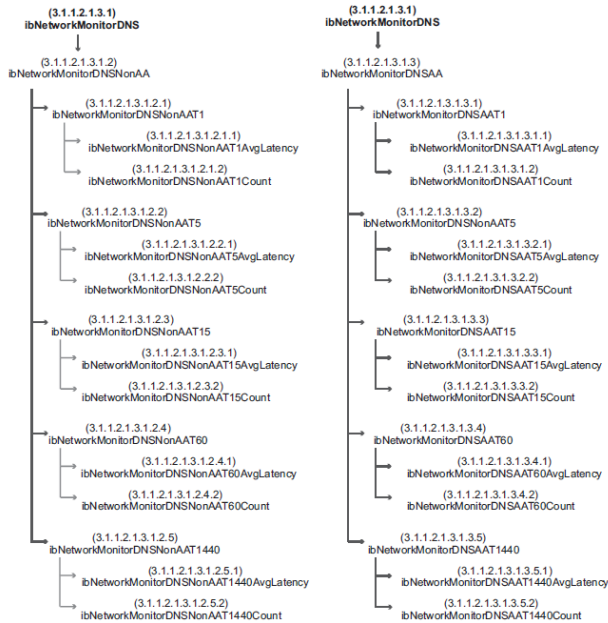 (3.1.1.2.1.3.1)
ibNetworkMonitorDNS
(3.1.1.2.1.3.1.2)
ibNetworkMonitorDNSNonAA
(3.1.1.2.1.3.1.2.1)
ibNetworkMonitorDNSNonAAT1
(3.1.1.2.1.3.1.2.1.1)
ibNetworkMonitorDNSNonAAT1AvgLatency
(3.1.1.2.1.3.1.2.1.2)
ibNetworkMonitorDNSNonAAT1Count
(3.1.1.2.1.3.1.2.2)
ibNetworkMonitorDNSNonAAT5
(3.1.1.2.1.3.1.2.2.1)
ibNetworkMonitorDNSNonAAT5AvgLatency
(3.1.1.2.1.3.1.2.2.2)
ibNetworkMonitorDNSNonAAT5Count
(3.1.1.2.1.3.1.2.3)
ibNetworkMonitorDNSNonAAT15
(3.1.1.2.1.3.1.2.3.1)
ibNetworkMonitorDNSNonAAT15AvgLatency
(3.1.1.2.1.3.1.2.3.2)
ibNetworkMonitorDNSNonAAT15Count
(3.1.1.2.1.3.1.2.4)
ibNetworkMonitorDNSNonAAT60
(3.1.1.2.1.3.1.2.4.1)
ibNetworkMonitorDNSNonAAT60AvgLatency
(3.1.1.2.1.3.1.2.4.2)
ibNetworkMonitorDNSNonAAT60Count
(3.1.1.2.1.3.1.2.5)
ibNetworkMonitorDNSNonAAT1440
(3.1.1.2.1.3.1.2.5.1)
ibNetworkMonitorDNSNonAAT1440AvgLatency
(3.1.1.2.1.3.1.2.5.2)
ibNetworkMonitorDNSNonAAT1440Count
(3.1.1.2.1.3.1)
ibNetworkMonitorDNS
(3.1.1.2.1.3.1.3)
ibNetworkMonitorDNSAA
(3.1.1.2.1.3.1.3.1)
ibNetworkMonitorDNSAAT1
(3.1.1.2.1.3.1.3.1.1)
ibNetworkMonitorDNSAAT1AvgLatency
(3.1.1.2.1.3.1.3.1.2)
ibNetworkMonitorDNSAAT1Count
(3.1.1.2.1.3.1.3.2)
ibNetworkMonitorDNSNonAAT5
(3.1.1.2.1.3.1.3.2.1)
ibNetworkMonitorDNSAAT5AvgLatency
(3.1.1.2.1.3.1.3.2.2)
ibNetworkMonitorDNSAAT5Count
(3.1.1.2.1.3.1.3.3)
ibNetworkMonitorDNSAAT15
(3.1.1.2.1.3.1.3.3.1)
ibNetworkMonitorDNSAAT15AvgLatency
(3.1.1.2.1.3.1.3.3.2)
ibNetworkMonitorDNSAAT15Count
(3.1.1.2.1.3.1.3.4)
ibNetworkMonitorDNSAAT60
(3.1.1.2.1.3.1.3.4.1)
ibNetworkMonitorDNSAAT60AvgLatency
(3.1.1.2.1.3.1.3.4.2)
ibNetworkMonitorDNSAAT60Count
(3.1.1.2.1.3.1.3.5)
ibNetworkMonitorDNSAAT1440
(3.1.1.2.1.3.1.3.5.1)
ibNetworkMonitorDNSAAT1440AvgLatency
(3.1.1.2.1.3.1.3.5.2)
ibNetworkMonitorDNSAAT1440Count